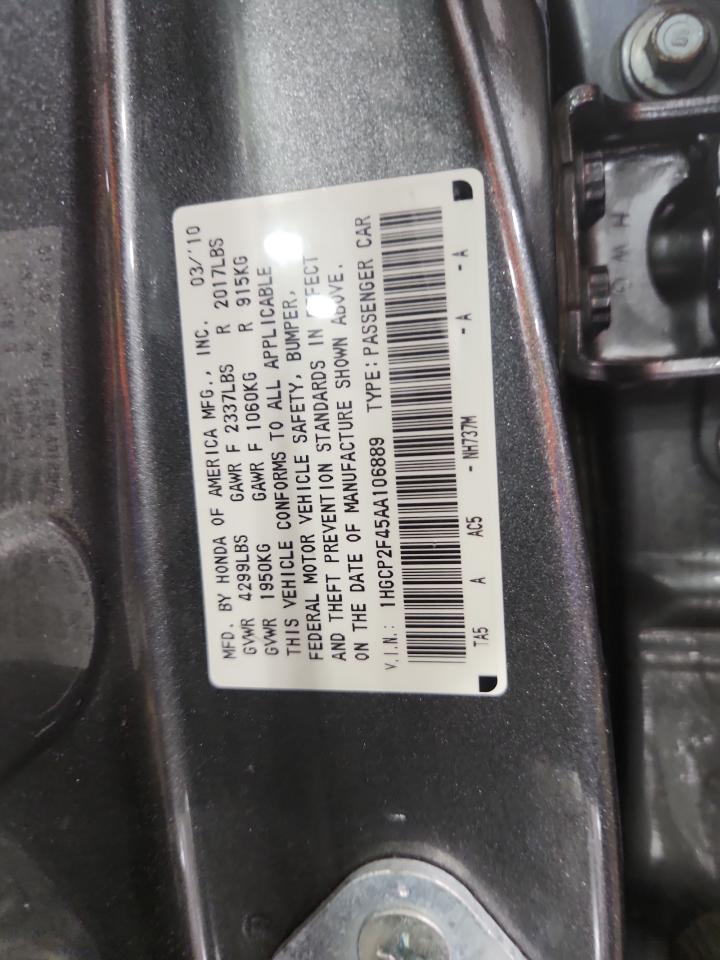 MFD. BY HONDA OF AMERICA MFG., INC. 03/'10
GVWR 4299LBS GAWR F 2337LBS R 2017LBS
GVWR 1950KG GAWR F 1060KG R 915KG
THIS VEHICLE CONFORMS TO ALL APPLICABLE
FEDERAL MOTOR VEHICLE SAFETY, BUMPER,
AND THEFT PREVENTION STANDARDS IN EFFECT
ON THE DATE OF MANUFACTURE SHOWN ABOVE.
V.I.N.: 1HGCP2F45AA106889 TYPE:PASSENGER CAR
TA5 A AC5 - NH737M - A - A